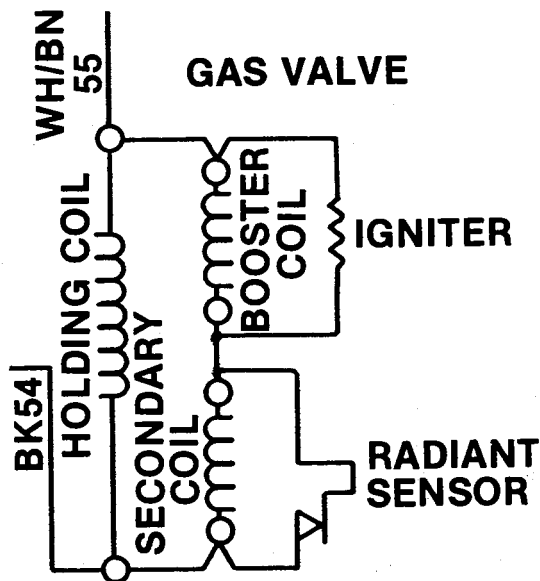 WH/BN
55
GAS VALVE
HOLDING COIL
BOOSTER
COIL
IGNITER
BK54
SECONDARY
COIL
RADIANT
SENSOR